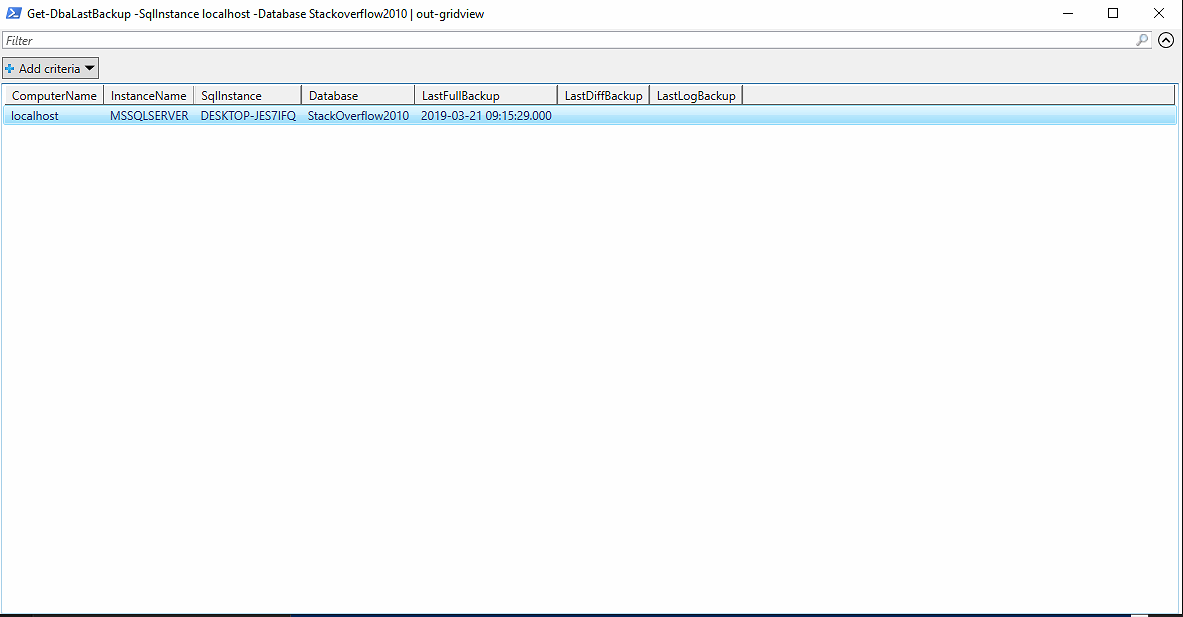 Get-DbaLastBackup -SqlInstance localhost -Database Stackoverflow2010 | out-gridview
Filter
Add criteria
ComputerName InstanceName SqlInstance Database LastFullBackup LastDiffBackup LastLogBackup
localhost MSSQLSERVER DESKTOP-JES7IFQ StackOverflow2010 2019-03-21 09:15:29.000